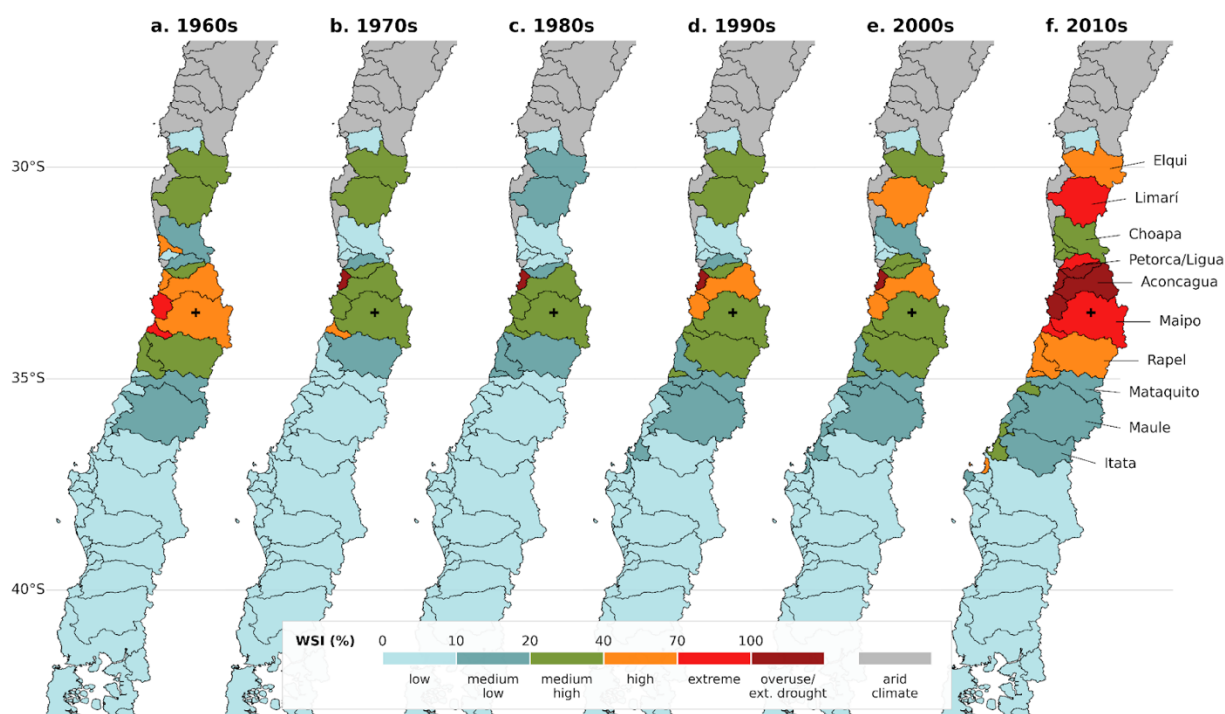 a. 1960s
b. 1970s
c. 1980s
d. 1990s
e. 2000s
f. 2010s
30°S
Elqui
Limarí
Choapa
Petorca/Ligua
Aconcagua
Maipo
Rapel
35°S
Mataquito
Maule
Itata
40°S
WSI (%) 0 10 20 40 70 100
low medium low medium high high extreme overuse/ ext. drought arid climate